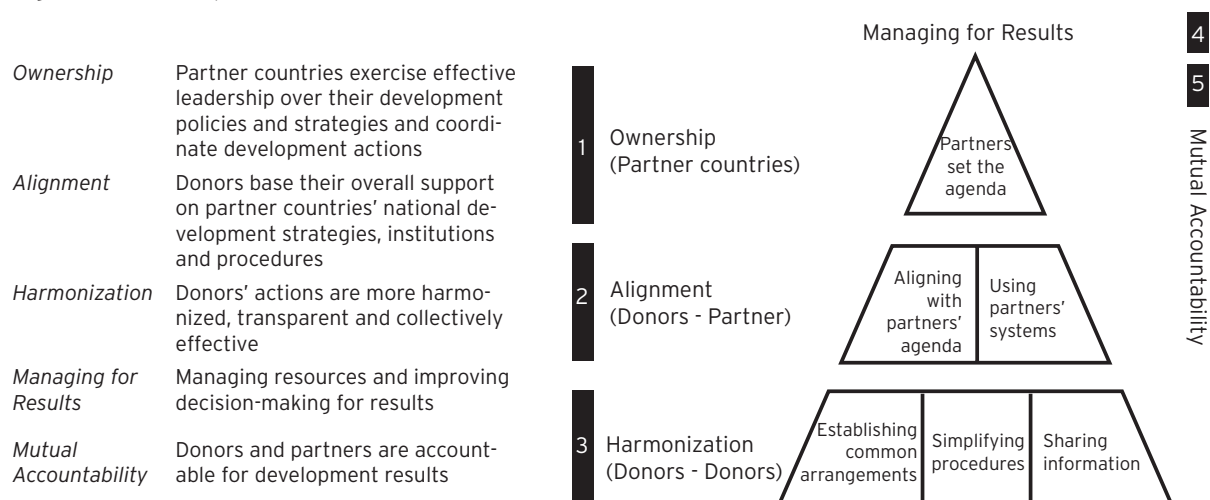 Ownership
Partner countries exercise effective
leadership over their development
policies and strategies and coordi-
nate development actions
Alignment
Donors base their overall support
on partner countries' national de-
velopment strategies, institutions
and procedures
Harmonization
Donors' actions are more harmo-
nized, transparent and collectively
effective
Managing for
Results
Managing resources and improving
decision-making for results
Mutual
Accountability
Donors and partners are account-
able for development results
Managing for Results
1
Ownership
(Partner countries)
Partners
set the
agenda
2
Alignment
(Donors - Partner)
Aligning
with
partners'
agenda
Using
partners'
systems
3
Harmonization
(Donors - Donors)
Establishing
common
arrangements
Simplifying
procedures
Sharing
information
4
5
Mutual Accountability